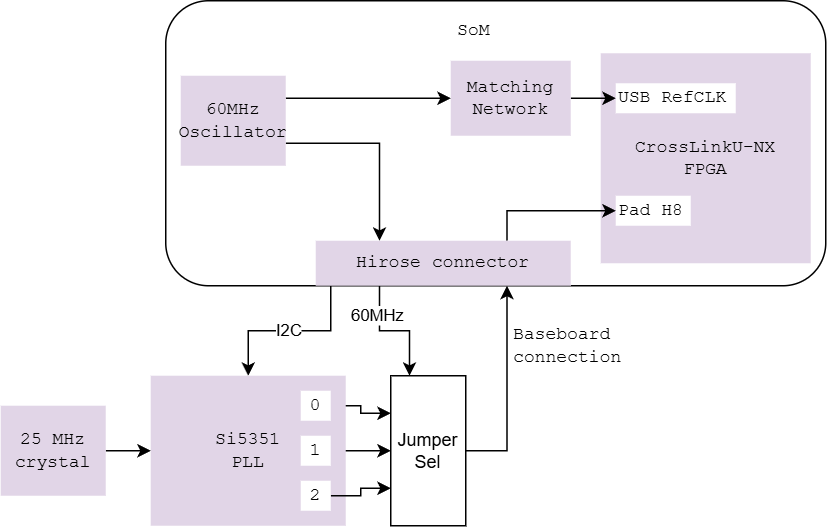 SoM
60MHz
Oscillator
Matching
Network
USB RefCLK
CrossLinkU-NX
FPGA
Pad H8
Hirose connector
I2C
60MHz
Baseboard
connection
25 MHz
crystal
Si5351
PLL
0
1
2
Jumper
Sel